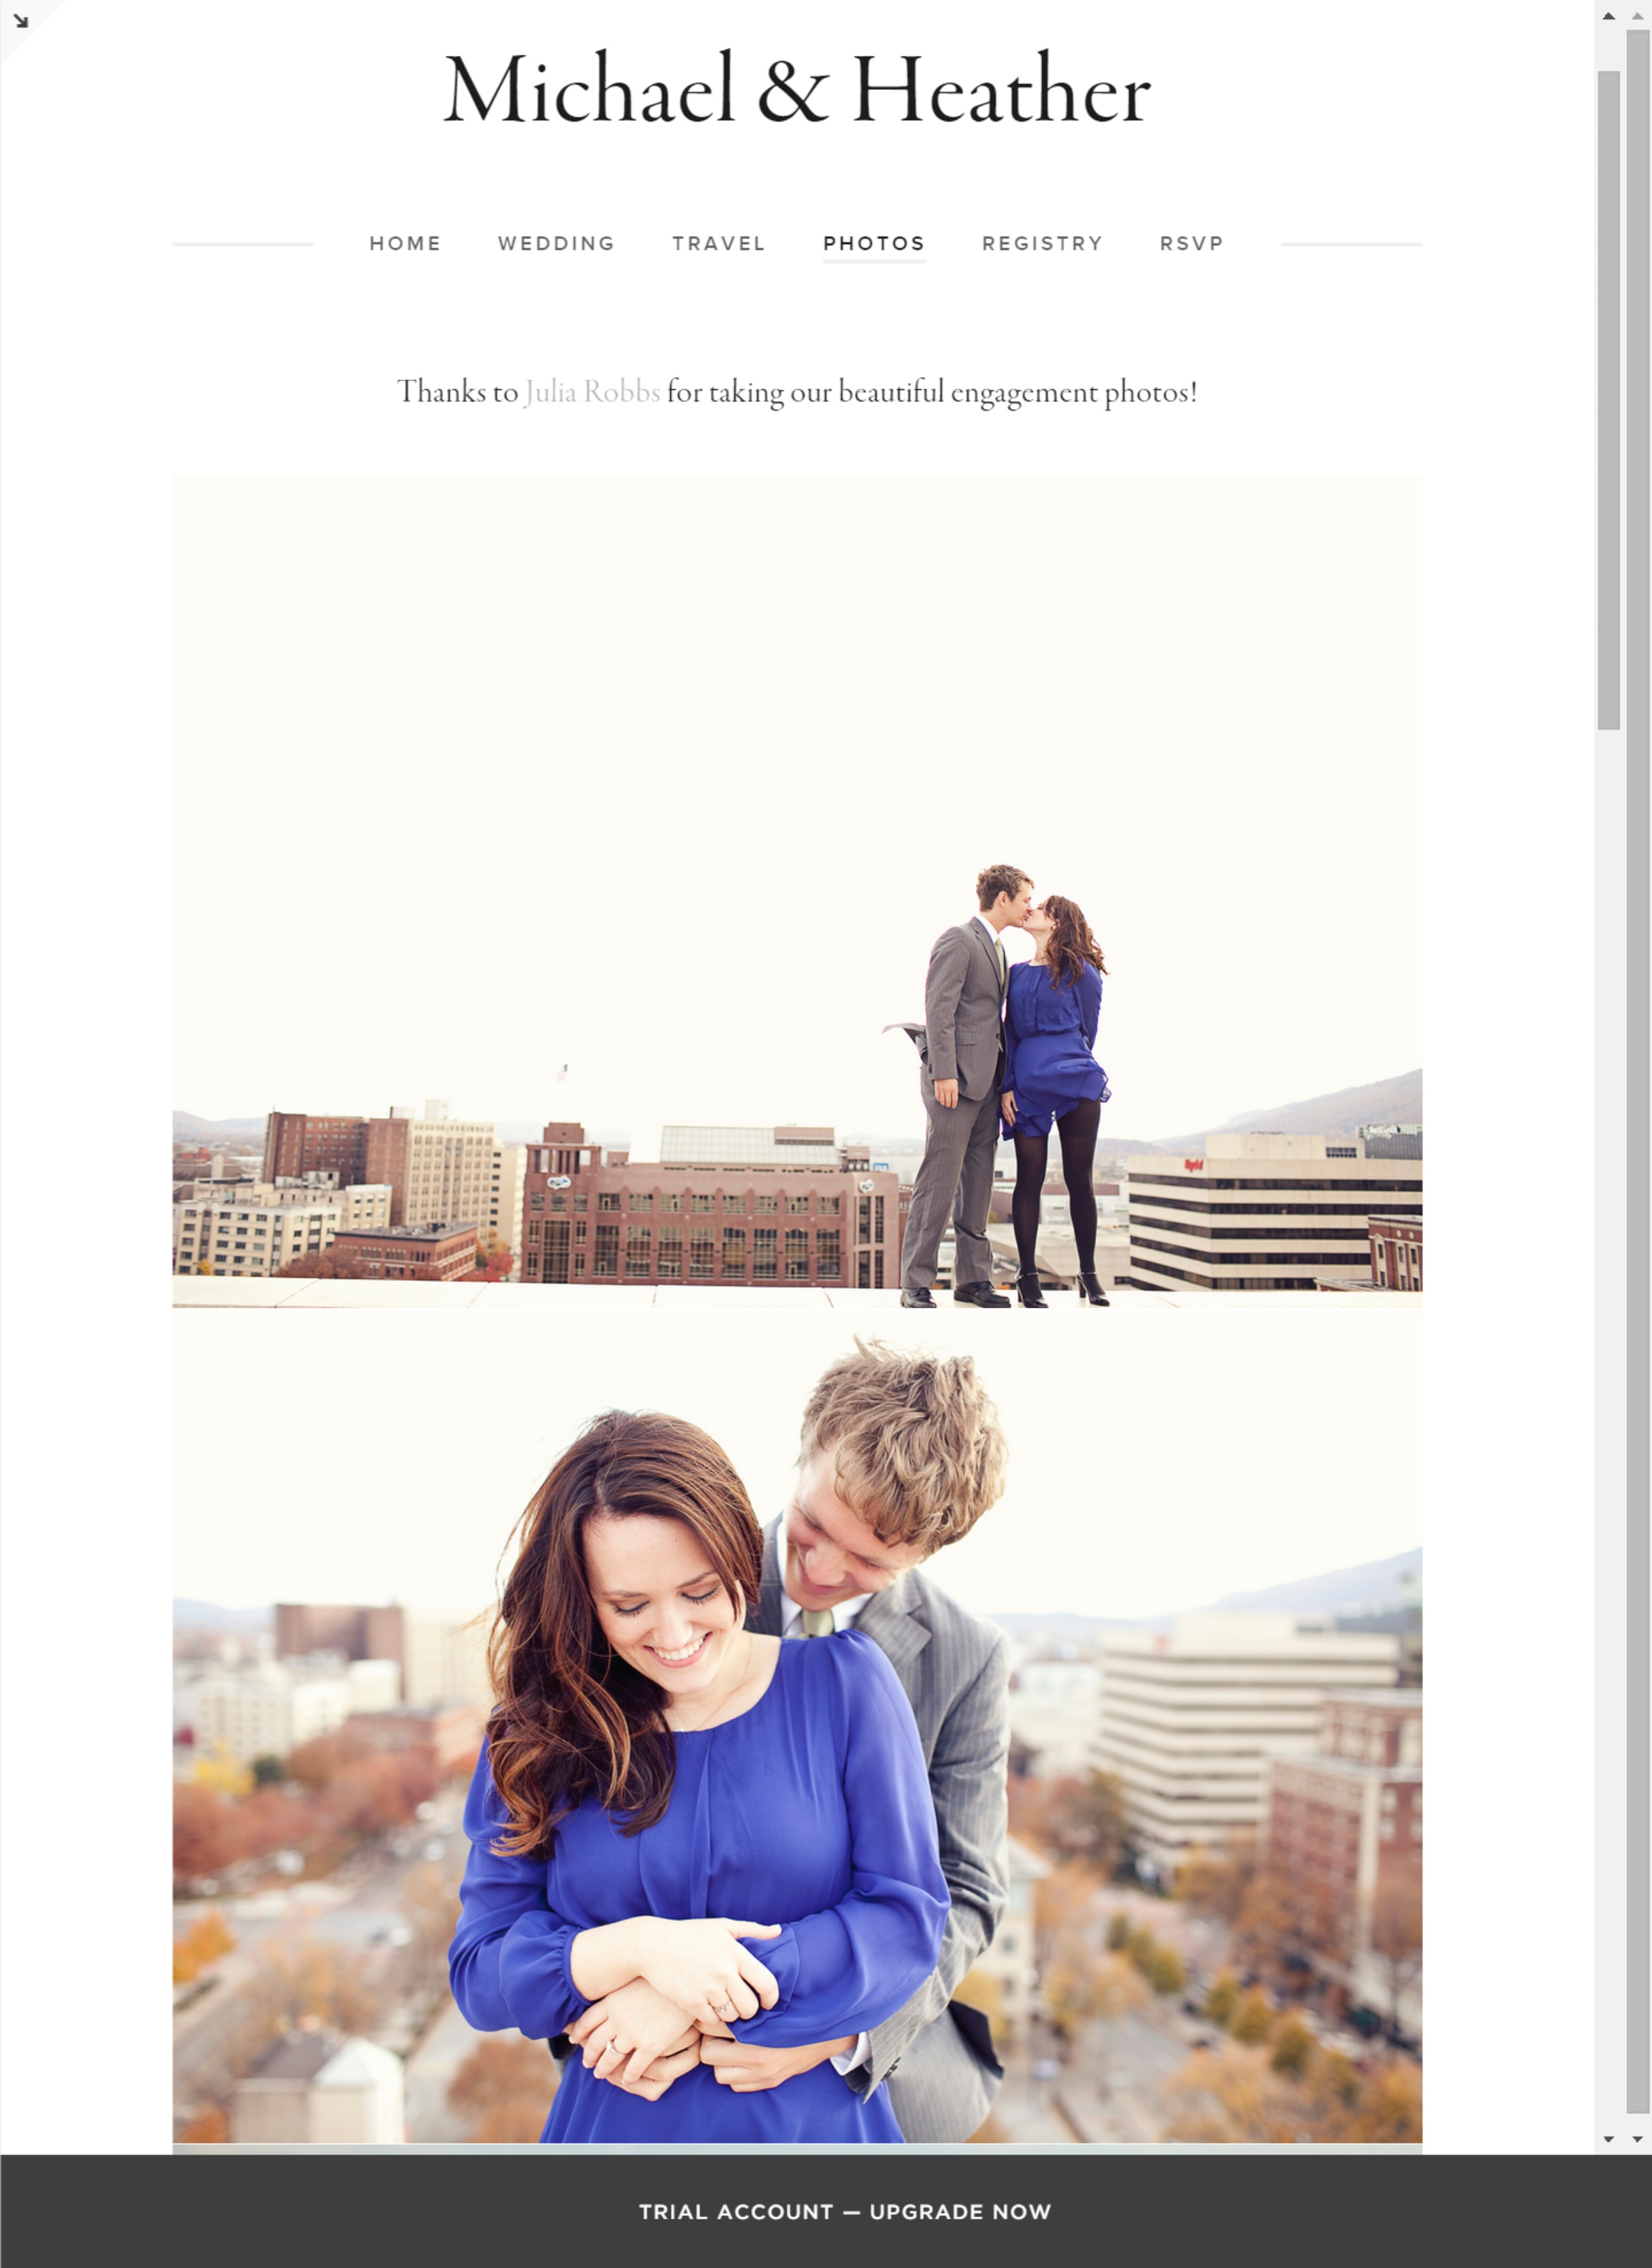 Michael & Heather
HOME WEDDING TRAVEL PHOTOS REGISTRY RSVP
Thanks to Julia Robbs for taking our beautiful engagement photos!
TRIAL ACCOUNT — UPGRADE NOW